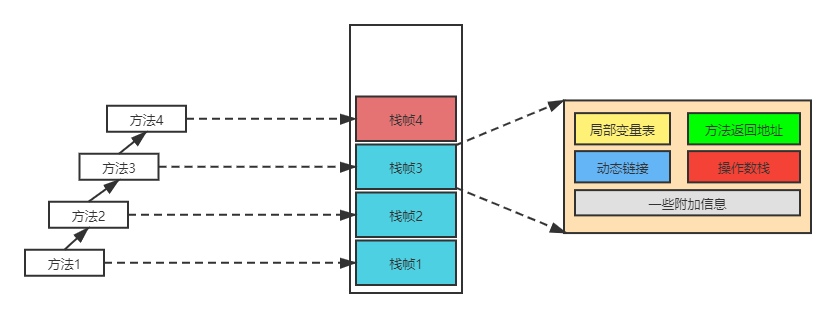 方法4
方法3
方法2
方法1
栈帧4
栈帧3
栈帧2
栈帧1
局部变量表
方法返回地址
动态链接
操作数栈
一些附加信息